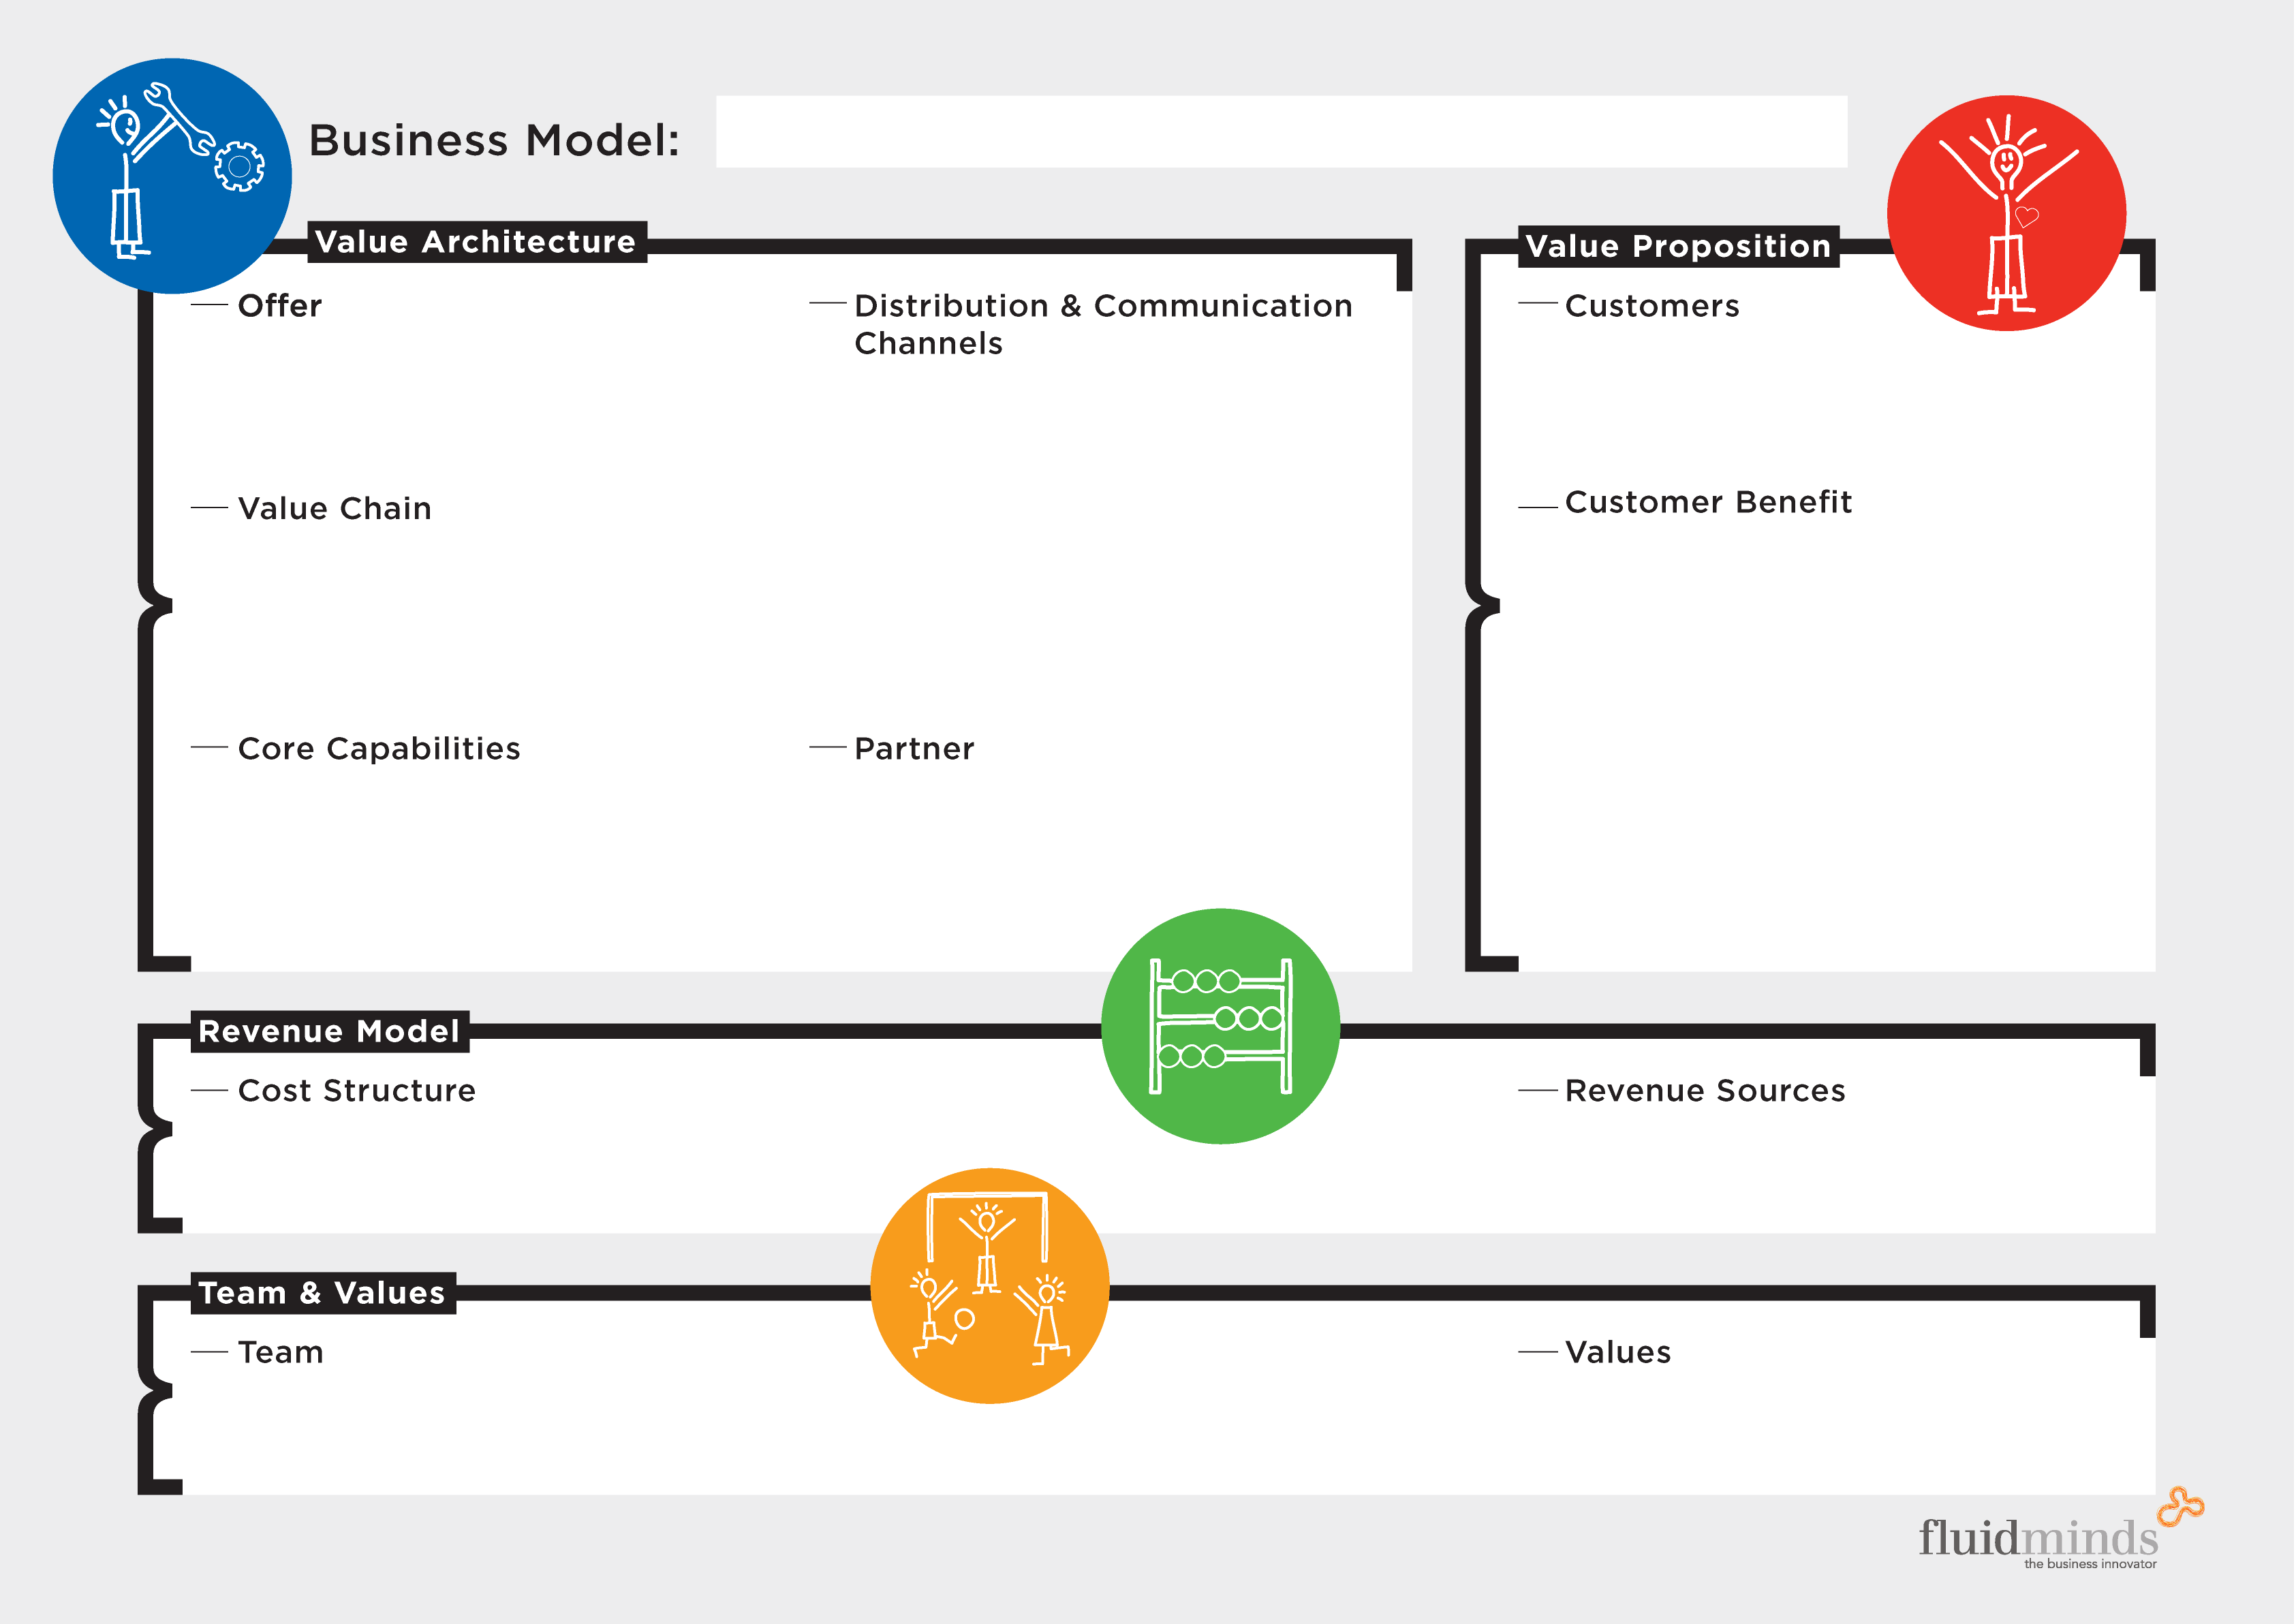 Business Model:
Value Architecture
Offer
Distribution & Communication
Channels
Value Chain
Core Capabilities
Partner
Value Proposition
Customers
Customer Benefit
Revenue Model
Cost Structure
Revenue Sources
Team & Values
Team
Values
fluidminds
the business innovator